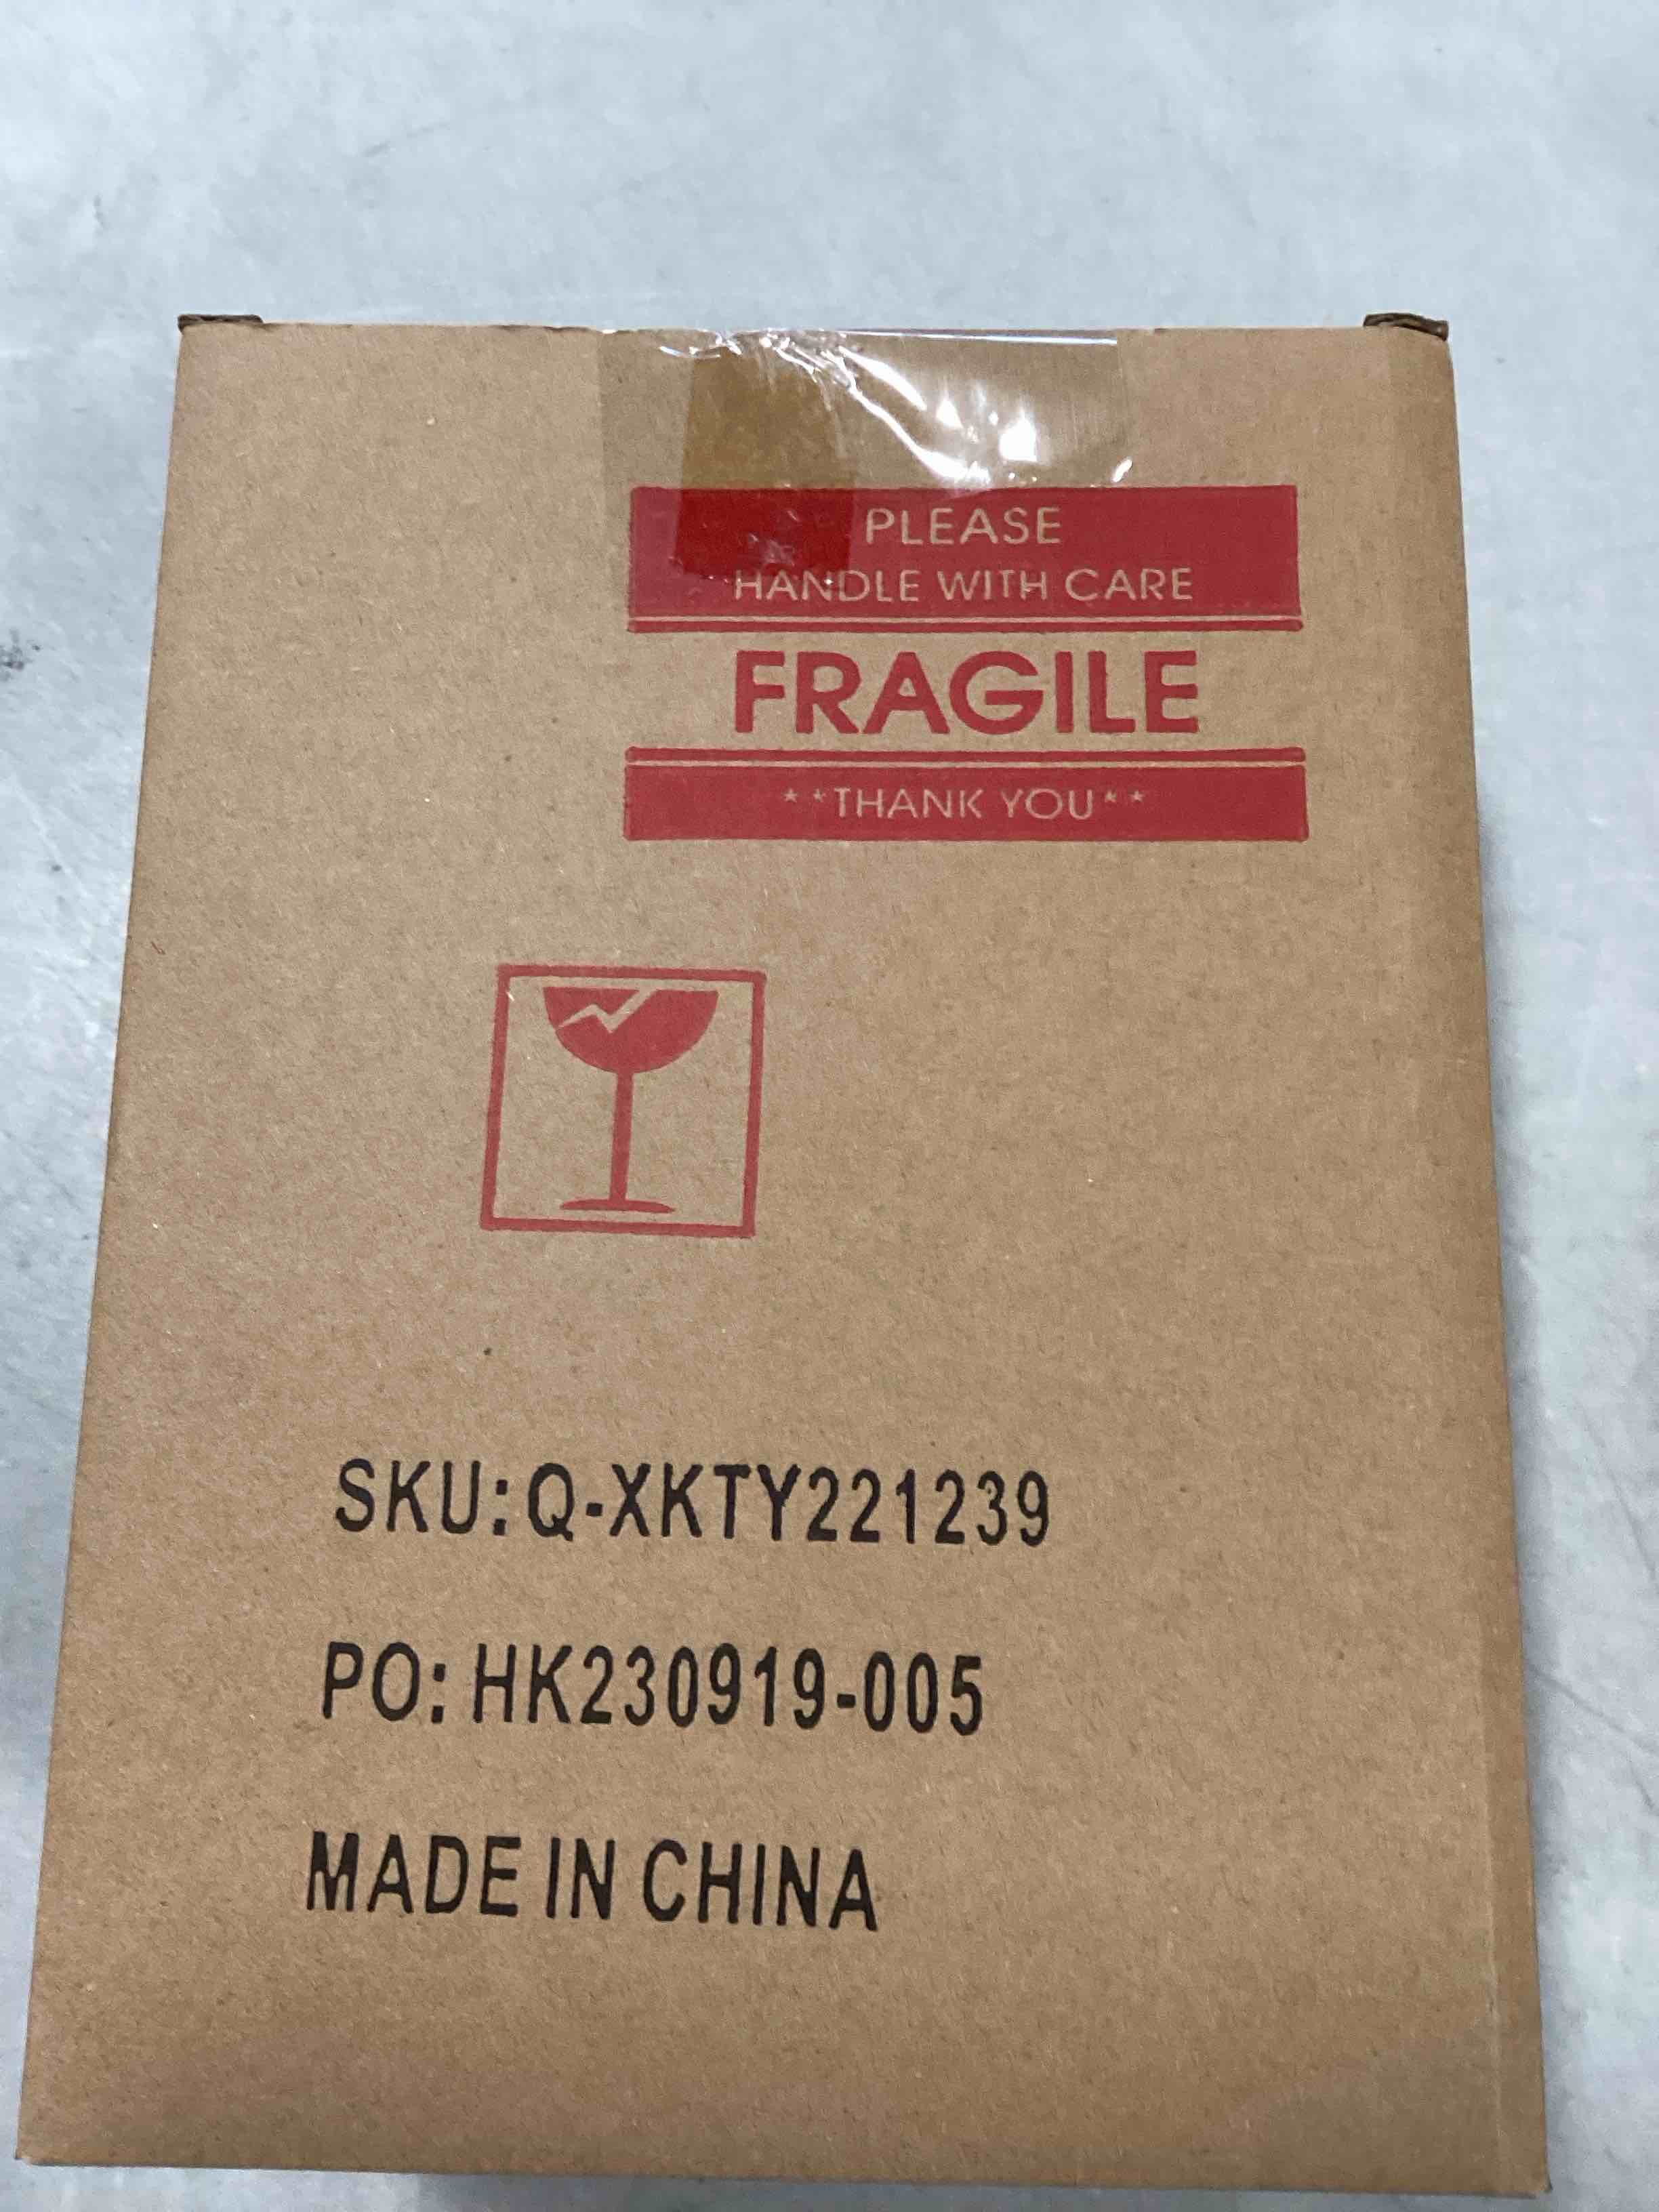 PLEASE
HANDLE WITH CARE
FRAGILE
**THANK YOU**
SKU: Q-XKTY221239
PO: HK230919-005
MADE IN CHINA